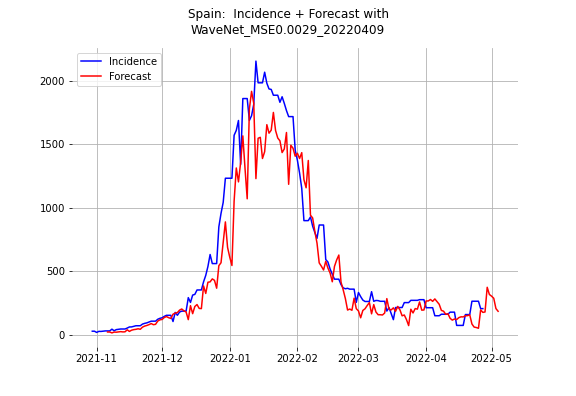 Spain:  Incidence + Forecast with
WaveNet_MSE0.0029_20220409
Incidence
Forecast
2000
1500
1000
500
0
2021-11 2021-12 2022-01 2022-02 2022-03 2022-04 2022-05